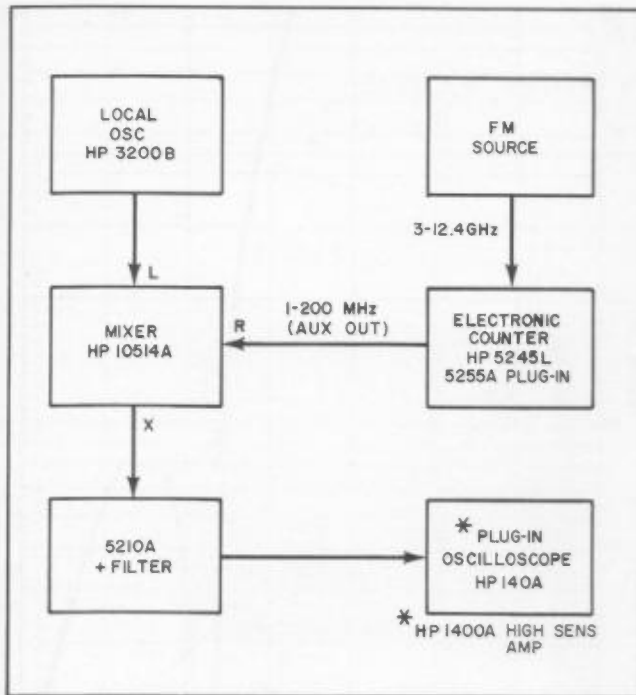 LOCAL
OSC
HP 3200B
FM
SOURCE
3-12.4GHz
L
MIXER
HP 10514A
R
1-200 MHz
(AUX OUT)
ELECTRONIC
COUNTER
HP 5245L
5255A PLUG-IN
X
5210A
+ FILTER
* PLUG-IN
OSCILLOSCOPE
HP 140A
* HP 1400A HIGH SENS
AMP